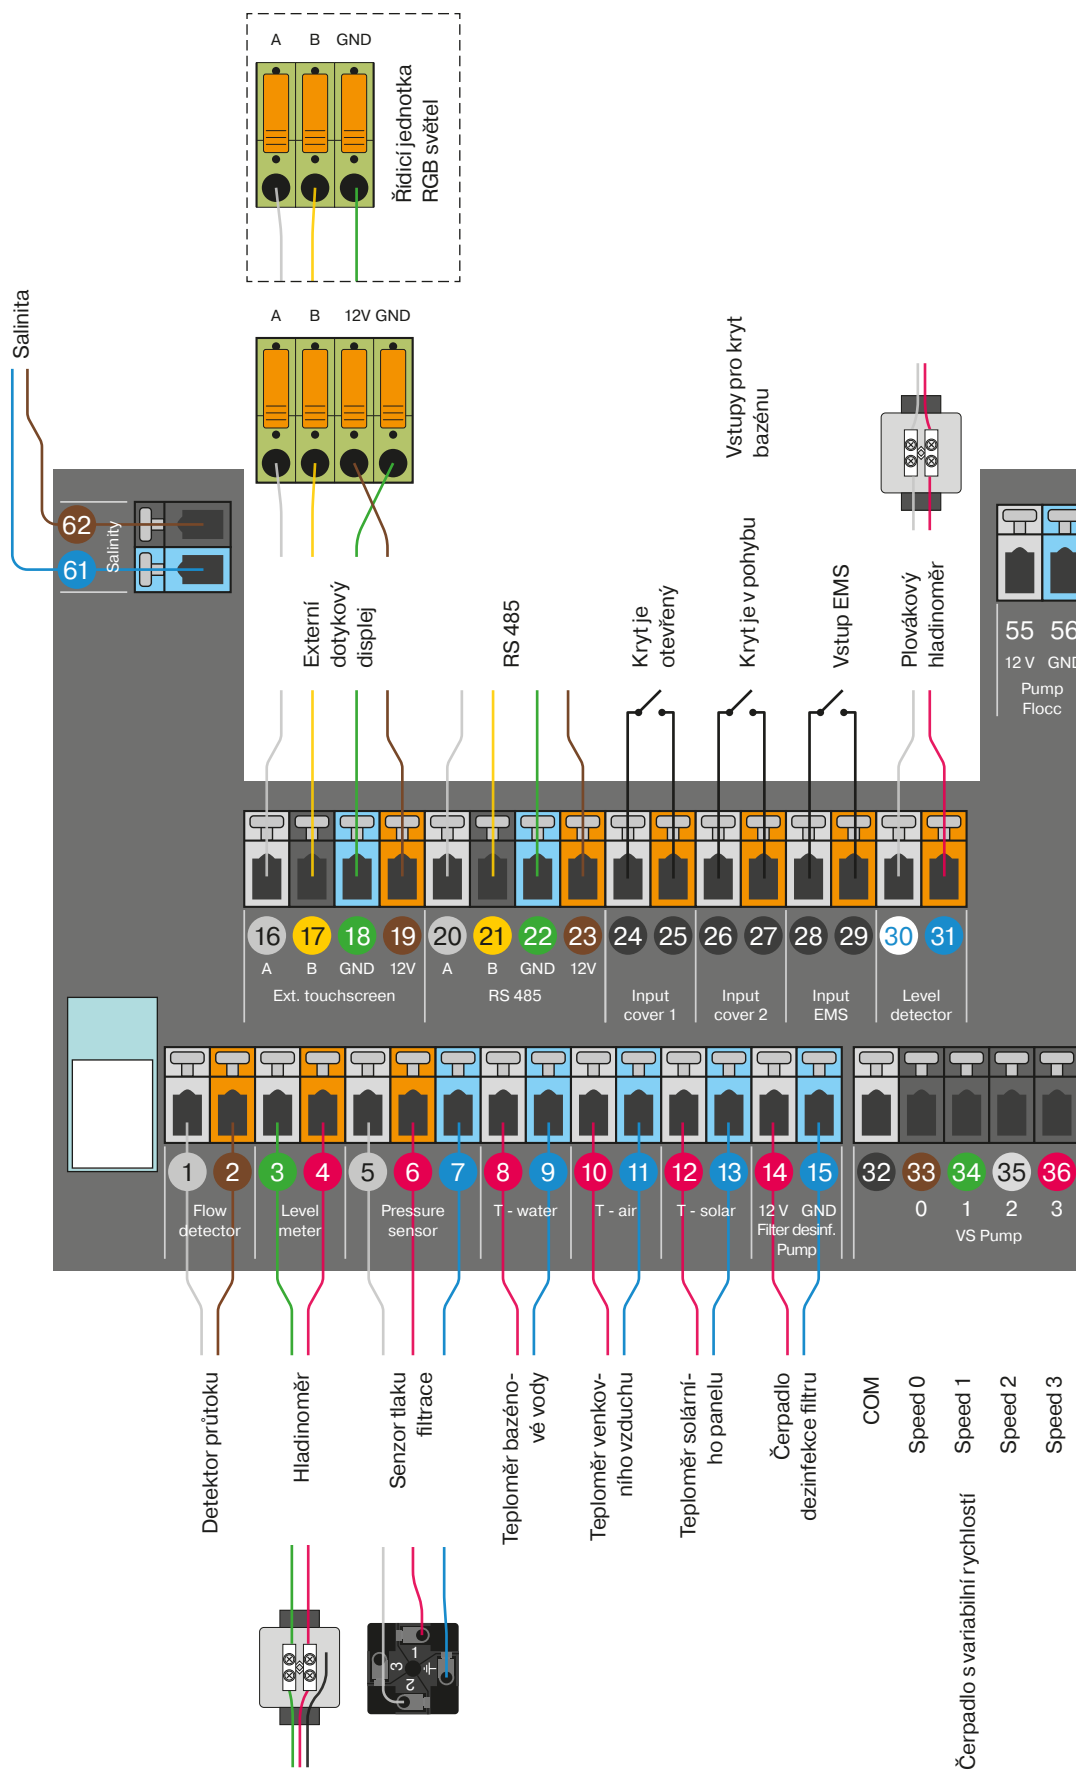 A B GND
Řídicí jednotka
RGB světel
Salinita
A B 12V GND
Vstupy pro kryt
bazénu
62
61
Salinity
Externí
dotykový
displej
RS 485
Kryt je
otevřený
Kryt je v pohybu
Vstup EMS
Plovákový
hladinoměr
55 56
12 V GND
Pump
Flocc
16 17 18 19 20 21 22 23 24 25 26 27 28 29 30 31
A B GND 12V A B GND 12V
Ext. touchscreen
RS 485
Input
cover 1
Input
cover 2
Input
EMS
Level
detector
1 2 3 4 5 6 7 8 9 10 11 12 13 14 15 32 33 34 35 36
Flow
detector
Level
meter
Pressure
sensor
T - water
T - air
T - solar
12 V GND
Filter desinf.
Pump
0 1 2 3
VS Pump
Detektor průtoku
Hladinoměr
Senzor tlaku
filtrace
Teploměr bazéno-
vé vody
Teploměr venkov-
ního vzduchu
Teploměr solární-
ho panelu
Čerpadlo
dezinfekce filtru
COM
Speed 0
Speed 1
Speed 2
Speed 3
Čerpadlo s variabilní rychlostí
1
3
2